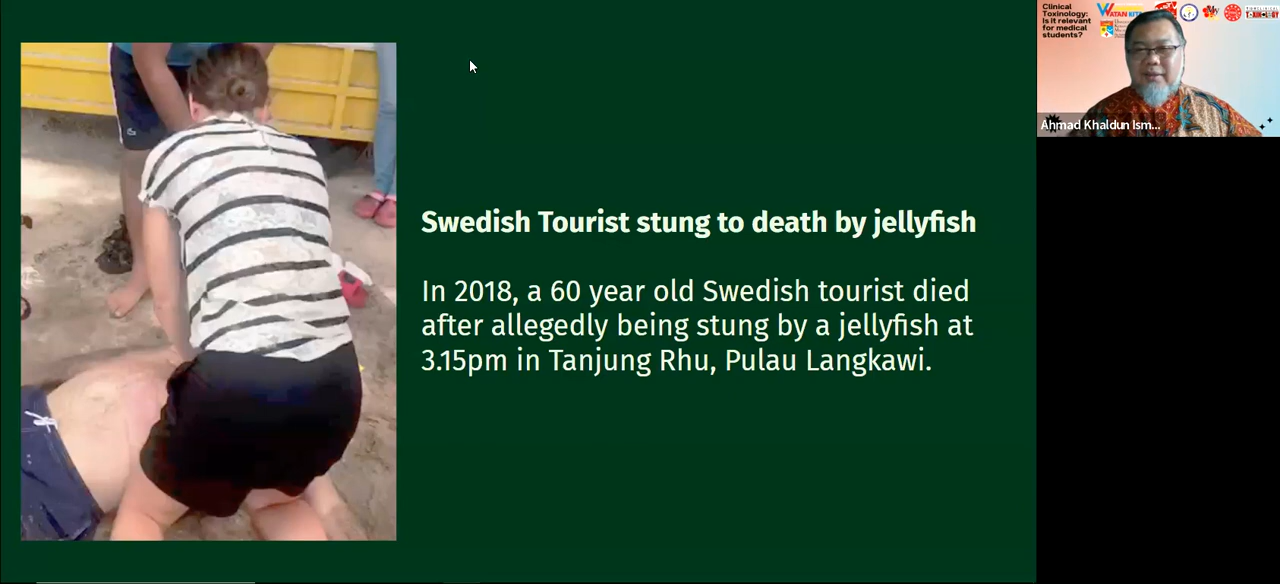 Swedish Tourist stung to death by jellyfish
In 2018, a 60 year old Swedish tourist died
after allegedly being stung by a jellyfish at
3.15pm in Tanjung Rhu, Pulau Langkawi.
Clinical
Toxinology:
Is it relevant
for medical
students?
Ahmad Khaldun Ism...